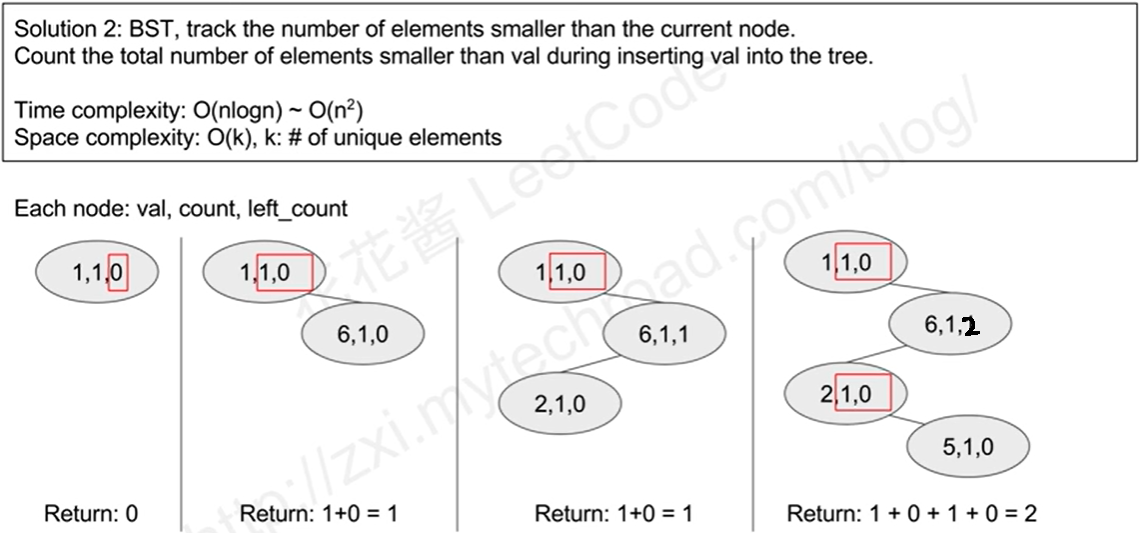 Solution 2: BST, track the number of elements smaller than the current node.
Count the total number of elements smaller than val during inserting val into the tree.
Time complexity: O(nlogn) ~ O(n²)
Space complexity: O(k), k: # of unique elements
Each node: val, count, left_count
1,1,0
Return: 0
1,1,0
6,1,0
Return: 1+0 = 1
1,1,0
6,1,1
2,1,0
Return: 1+0 = 1
1,1,0
6,1,2
2,1,0
5,1,0
Return: 1 + 0 + 1 + 0 = 2
花花酱 LeetCode
http://zxi.mytechroad.com/blog/